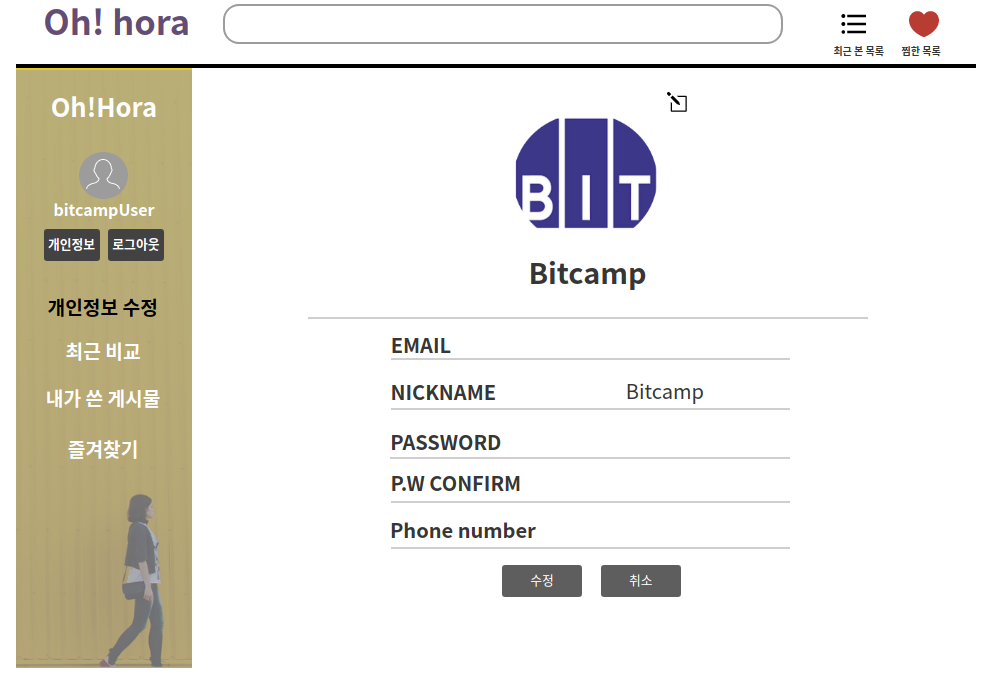 Oh! hora
최근 본 목록
찜한 목록
Oh!Hora
bitcampUser
개인정보 로그아웃
개인정보 수정
최근 비교
내가 쓴 게시물
즐겨찾기
BIT
Bitcamp
EMAIL
NICKNAME Bitcamp
PASSWORD
P.W CONFIRM
Phone number
수정 취소